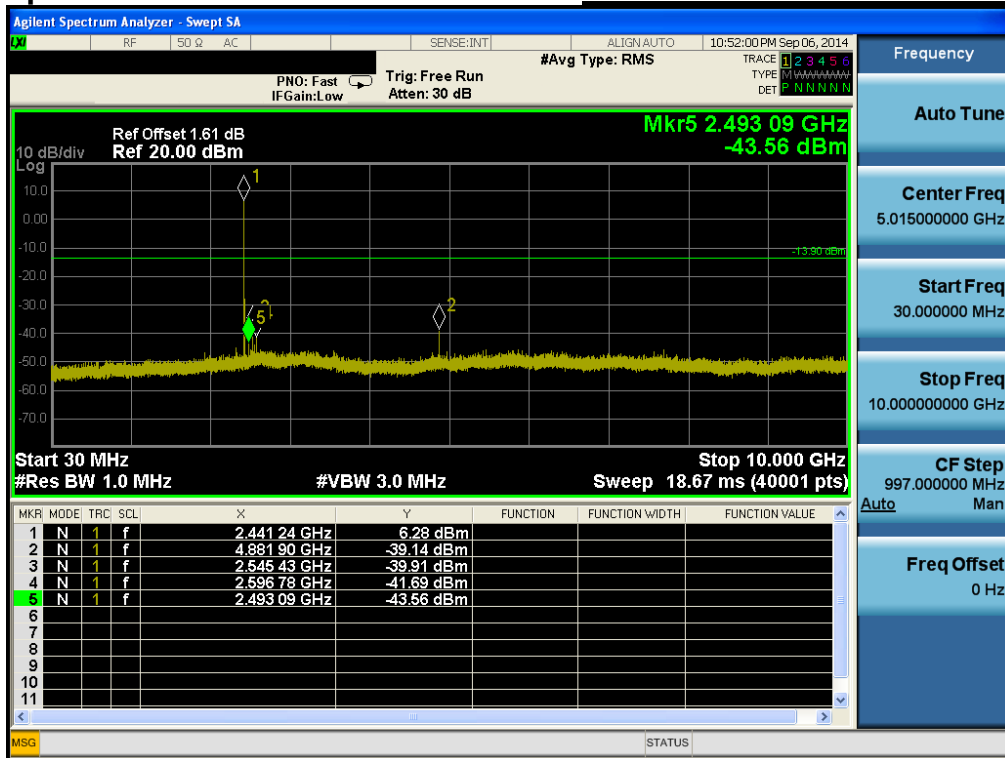 Agilent Spectrum Analyzer - Swept SA
LXI RF 50 Ω AC SENSE:INT ALIGN AUTO 10:52:00 PM Sep 06, 2014
#Avg Type: RMS TRACE 1 2 3 4 5 6
PNO: Fast Trig: Free Run TYPE M WWWWW
IFGain:Low Atten: 30 dB DET P N N N N N
Mkr5 2.493 09 GHz
-43.56 dBm
Ref Offset 1.61 dB
10 dB/div Ref 20.00 dBm
Log
1
10.0
0.00
-10.0
-13.90 dBm
-20.0
-30.0
5
2
-40.0
-50.0
-60.0
-70.0
Start 30 MHz Stop 10.000 GHz
#Res BW 1.0 MHz #VBW 3.0 MHz Sweep 18.67 ms (40001 pts)
MKR MODE TRC SCL X Y FUNCTION FUNCTION WIDTH FUNCTION VALUE
1 N 1 f 2.441 24 GHz 6.28 dBm
2 N 1 f 4.881 90 GHz -39.14 dBm
3 N 1 f 2.545 43 GHz -39.91 dBm
4 N 1 f 2.596 78 GHz -41.69 dBm
5 N 1 f 2.493 09 GHz -43.56 dBm
6
7
8
9
10
11
MSG STATUS
Frequency
Auto Tune
Center Freq
5.015000000 GHz
Start Freq
30.000000 MHz
Stop Freq
10.000000000 GHz
CF Step
997.000000 MHz
Auto Man
Freq Offset
0 Hz